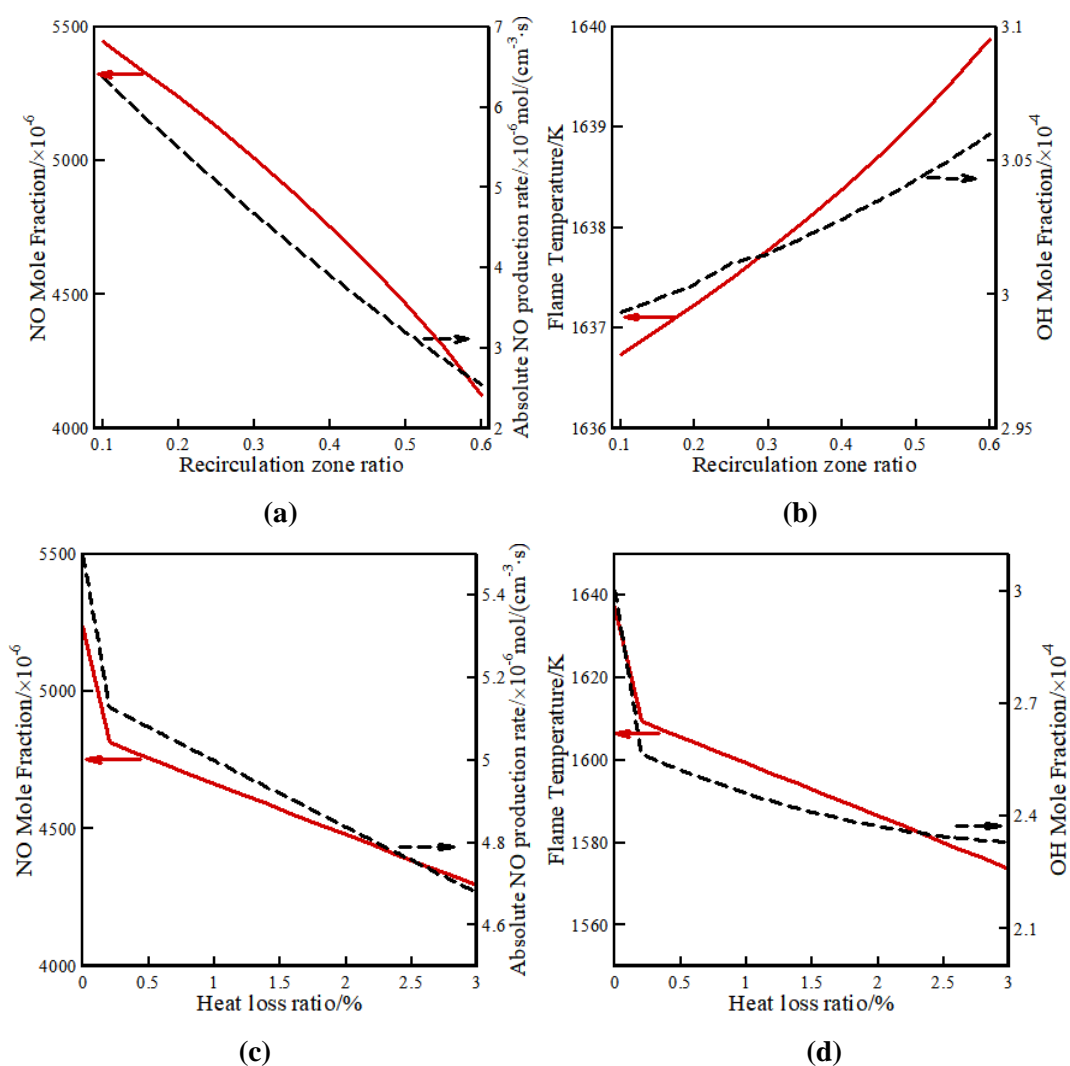 5500
5000
4500
4000
NO Mole Fraction/×10⁻⁶
7
6
5
4
3
2
Absolute NO production rate/×10⁻⁶mol/(cm⁻³·s)
0.1 0.2 0.3 0.4 0.5 0.6
Recirculation zone ratio
(a)
1640
1639
1638
1637
1636
Flame Temperature/K
3.1
3.05
3
2.95
OH Mole Fraction/×10⁻⁴
0.1 0.2 0.3 0.4 0.5 0.6
Recirculation zone ratio
(b)
5500
5000
4500
4000
NO Mole Fraction/×10⁻⁶
5.4
5.2
5
4.8
4.6
Absolute NO production rate/×10⁻⁶mol/(cm⁻³·s)
0 0.5 1 1.5 2 2.5 3
Heat loss ratio/%
(c)
1640
1620
1600
1580
1560
Flame Temperature/K
3
2.7
2.4
2.1
OH Mole Fraction/×10⁻⁴
0 0.5 1 1.5 2 2.5 3
Heat loss ratio/%
(d)